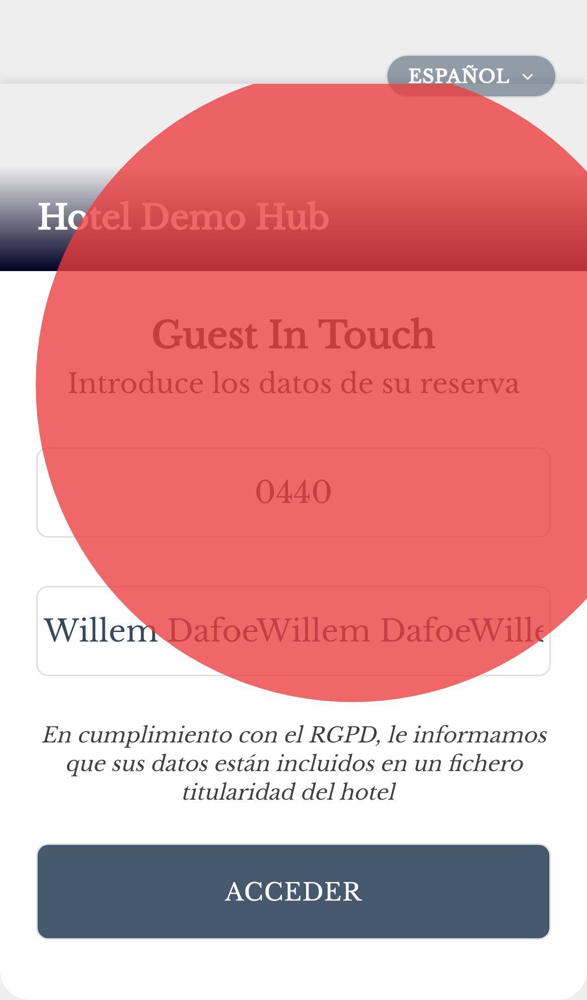 ESPAÑOL
Hotel Demo Hub
Guest In Touch
Introduce los datos de su reserva
0440
Willem DafoeWillem DafoeWille
En cumplimiento con el RGPD, le informamos
que sus datos están incluidos en un fichero
titularidad del hotel
ACCEDER